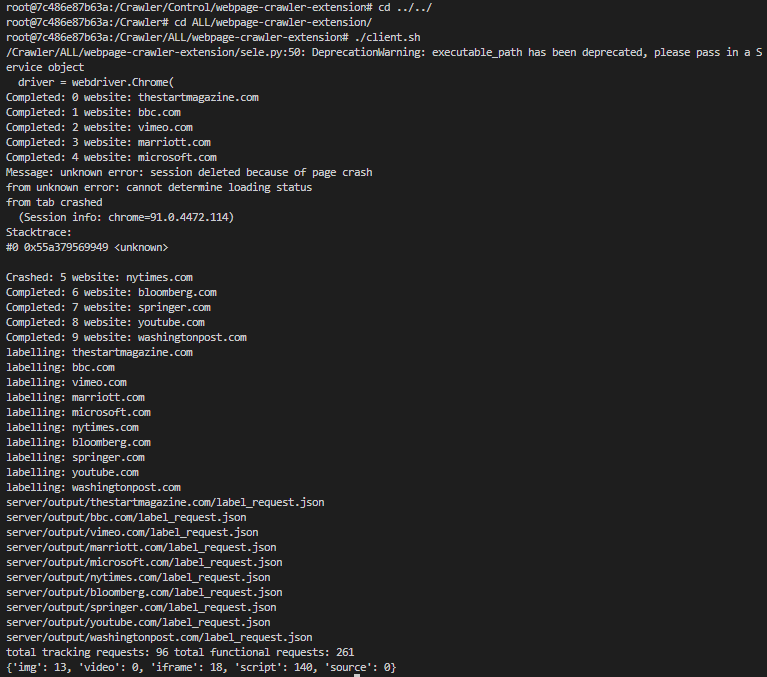 root@7c486e87b63a:/Crawler/Control/webpage-crawler-extension# cd ../../
root@7c486e87b63a:/Crawler# cd ALL/webpage-crawler-extension/
root@7c486e87b63a:/Crawler/ALL/webpage-crawler-extension# ./client.sh
/Crawler/ALL/webpage-crawler-extension/sele.py:50: DeprecationWarning: executable_path has been deprecated, please pass in a S
ervice object
  driver = webdriver.Chrome(
Completed: 0 website: thestartmagazine.com
Completed: 1 website: bbc.com
Completed: 2 website: vimeo.com
Completed: 3 website: marriott.com
Completed: 4 website: microsoft.com
Message: unknown error: session deleted because of page crash
from unknown error: cannot determine loading status
from tab crashed
  (Session info: chrome=91.0.4472.114)
Stacktrace:
#0 0x55a379569949 <unknown>

Crashed: 5 website: nytimes.com
Completed: 6 website: bloomberg.com
Completed: 7 website: springer.com
Completed: 8 website: youtube.com
Completed: 9 website: washingtonpost.com
labelling: thestartmagazine.com
labelling: bbc.com
labelling: vimeo.com
labelling: marriott.com
labelling: microsoft.com
labelling: nytimes.com
labelling: bloomberg.com
labelling: springer.com
labelling: youtube.com
labelling: washingtonpost.com
server/output/thestartmagazine.com/label_request.json
server/output/bbc.com/label_request.json
server/output/vimeo.com/label_request.json
server/output/marriott.com/label_request.json
server/output/microsoft.com/label_request.json
server/output/nytimes.com/label_request.json
server/output/bloomberg.com/label_request.json
server/output/springer.com/label_request.json
server/output/youtube.com/label_request.json
server/output/washingtonpost.com/label_request.json
total tracking requests: 96 total functional requests: 261
{'img': 13, 'video': 0, 'iframe': 18, 'script': 140, 'source': 0}